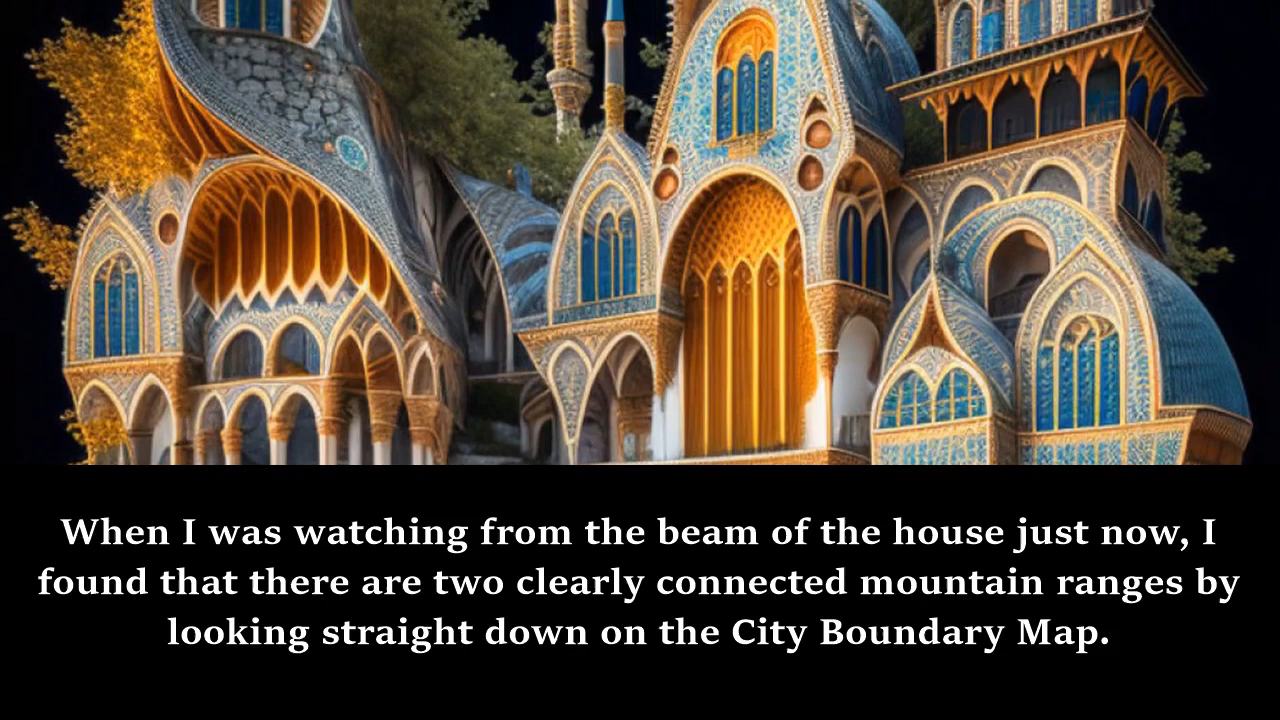 When I was watching from the beam of the house just now, I
found that there are two clearly connected mountain ranges by
looking straight down on the City Boundary Map.